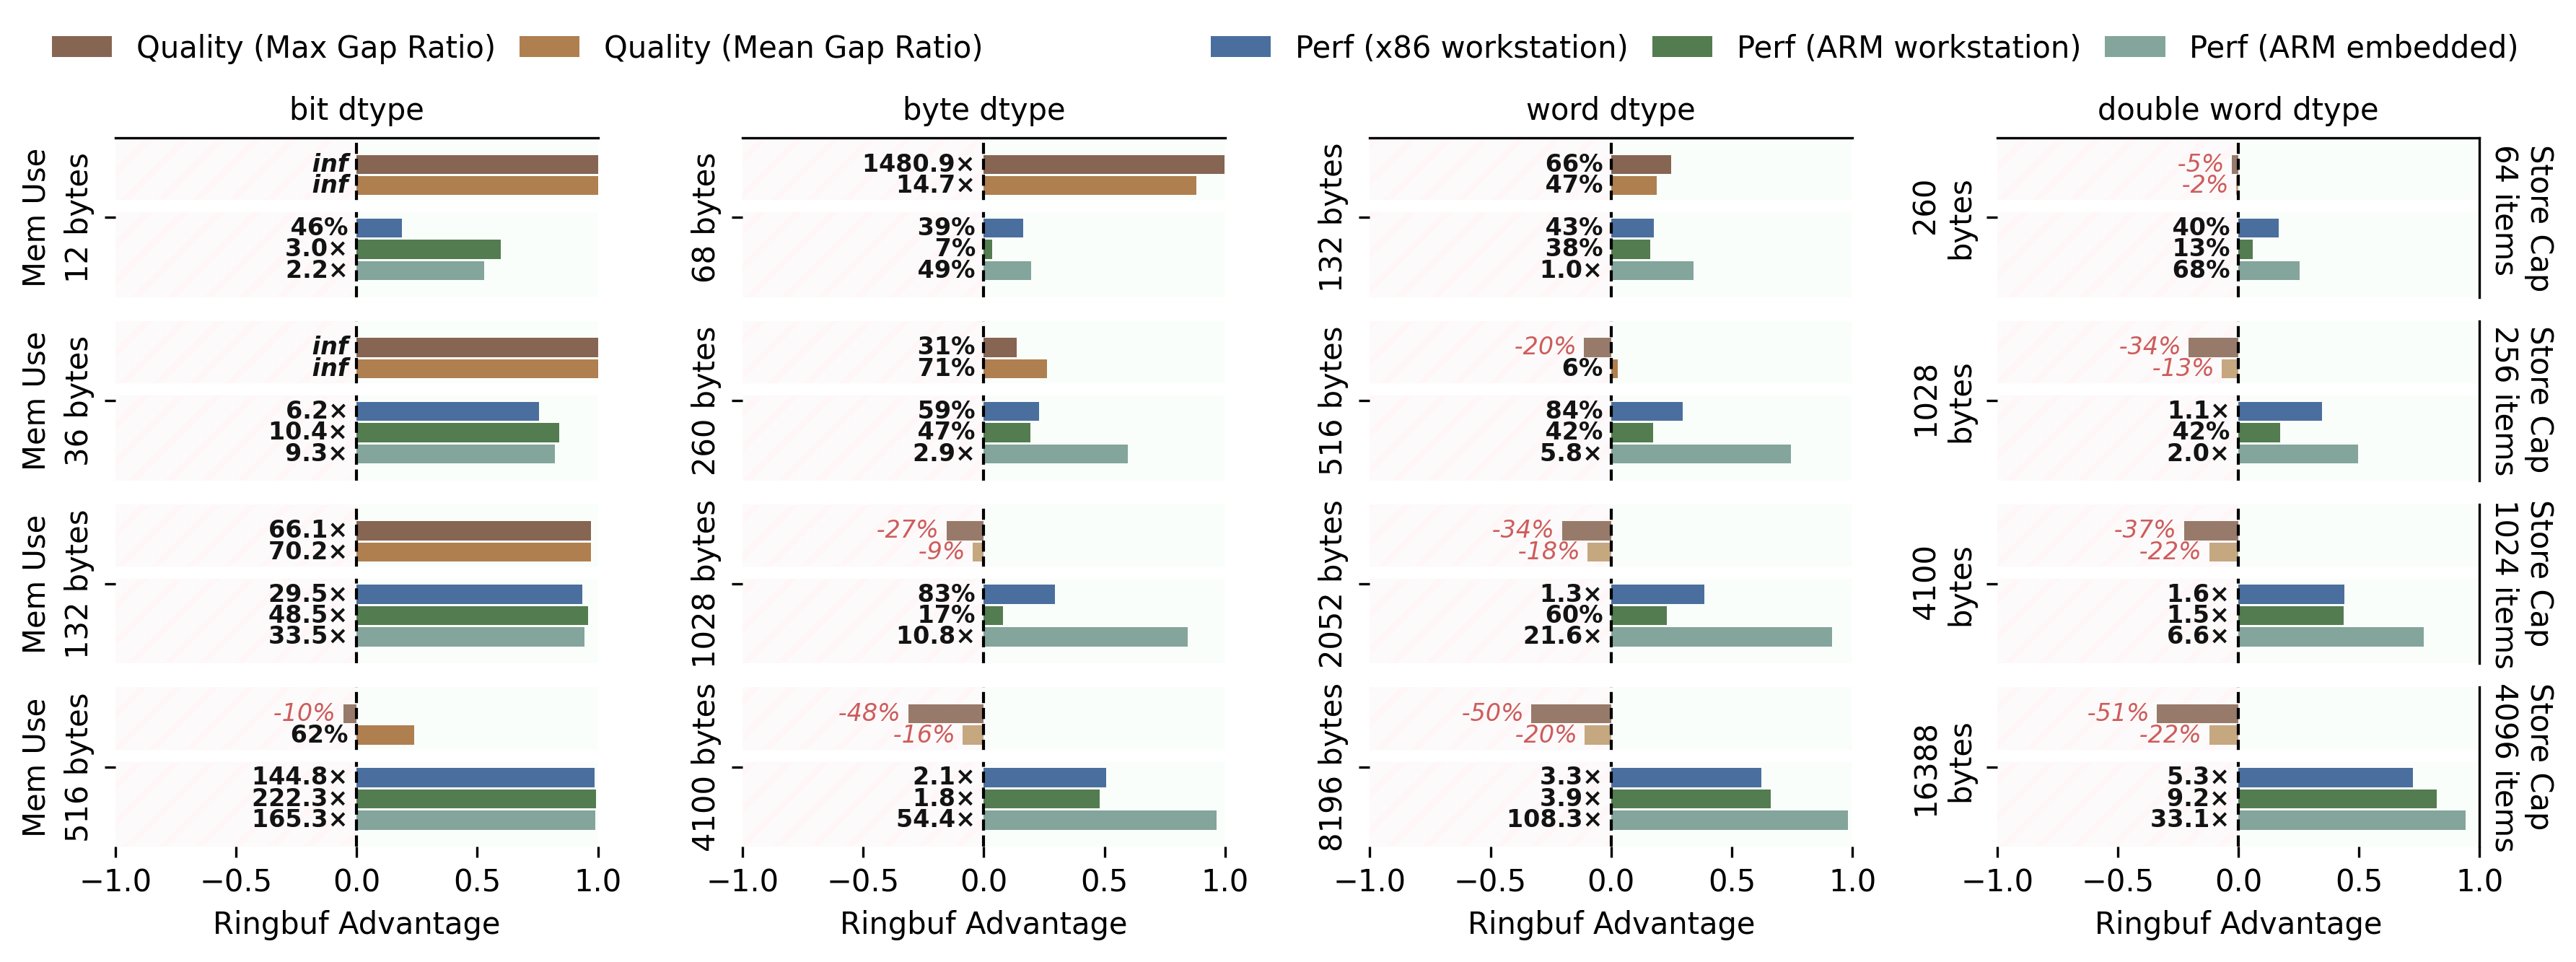 Quality (Max Gap Ratio) Quality (Mean Gap Ratio) Perf (x86 workstation) Perf (ARM workstation) Perf (ARM embedded)
bit dtype byte dtype word dtype double word dtype
Mem Use
12 bytes
inf
inf
46%
3.0×
2.2×
68 bytes
1480.9×
14.7×
39%
7%
49%
132 bytes
66%
47%
43%
38%
1.0×
260
bytes
-5%
-2%
40%
13%
68%
Store Cap
64 items
Mem Use
36 bytes
inf
inf
6.2×
10.4×
9.3×
260 bytes
31%
71%
59%
47%
2.9×
516 bytes
-20%
6%
84%
42%
5.8×
1028
bytes
-34%
-13%
1.1×
42%
2.0×
Store Cap
256 items
Mem Use
132 bytes
66.1×
70.2×
29.5×
48.5×
33.5×
1028 bytes
-27%
-9%
83%
17%
10.8×
2052 bytes
-34%
-18%
1.3×
60%
21.6×
4100
bytes
-37%
-22%
1.6×
1.5×
6.6×
Store Cap
1024 items
Mem Use
516 bytes
-10%
62%
144.8×
222.3×
165.3×
4100 bytes
-48%
-16%
2.1×
1.8×
54.4×
8196 bytes
-50%
-20%
3.3×
3.9×
108.3×
16388
bytes
-51%
-22%
5.3×
9.2×
33.1×
Store Cap
4096 items
−1.0 −0.5 0.0 0.5 1.0 −1.0 −0.5 0.0 0.5 1.0 −1.0 −0.5 0.0 0.5 1.0 −1.0 −0.5 0.0 0.5 1.0
Ringbuf Advantage Ringbuf Advantage Ringbuf Advantage Ringbuf Advantage